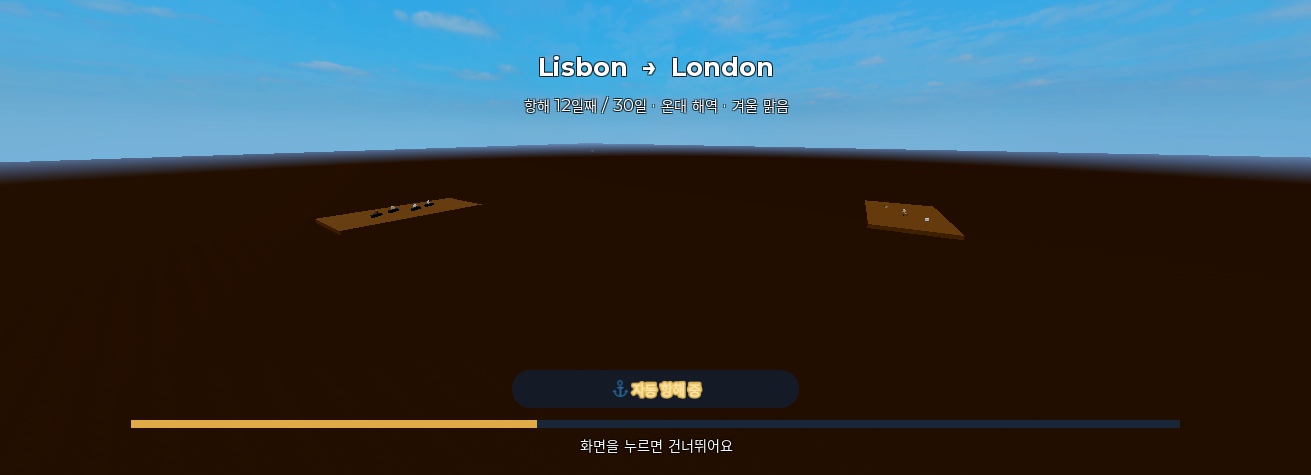 Lisbon → London
항해 12일째 / 30일 · 온대 해역 · 겨울 맑음
⚓ 자동 항해 중
화면을 누르면 건너뛰어요